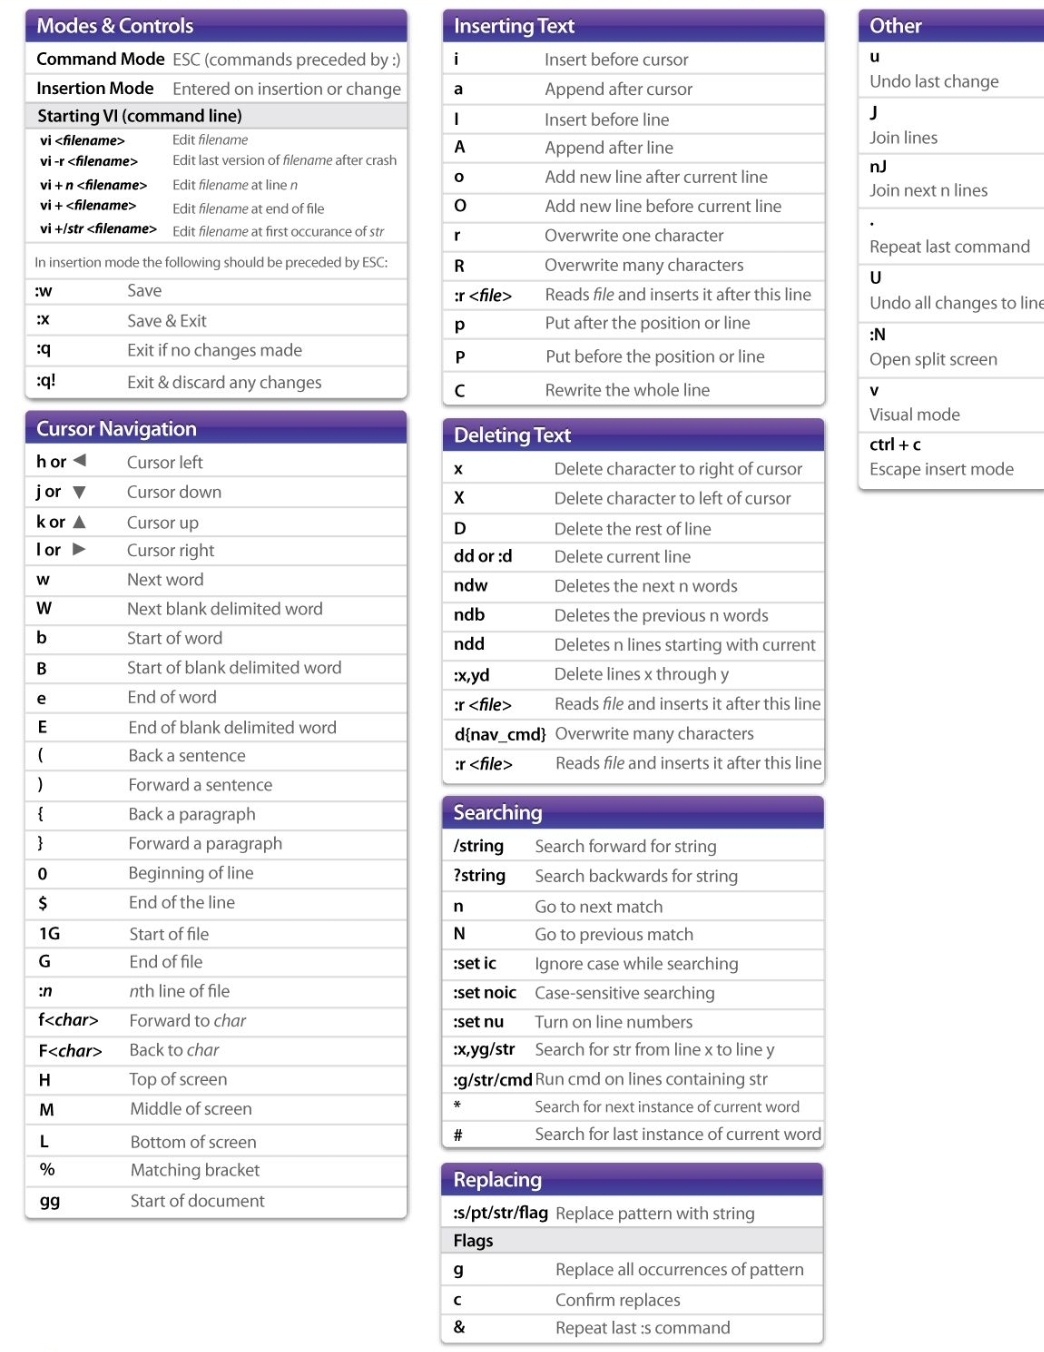 Modes & Controls
Command Mode ESC (commands preceded by :)
Insertion Mode Entered on insertion or change
Starting VI (command line)
vi <filename> Edit filename
vi -r <filename> Edit last version of filename after crash
vi + n <filename> Edit filename at line n
vi + <filename> Edit filename at end of file
vi +/str <filename> Edit filename at first occurance of str
In insertion mode the following should be preceded by ESC:
:w Save
:x Save & Exit
:q Exit if no changes made
:q! Exit & discard any changes
Cursor Navigation
h or ◄ Cursor left
j or ▼ Cursor down
k or ▲ Cursor up
l or ► Cursor right
w Next word
W Next blank delimited word
b Start of word
B Start of blank delimited word
e End of word
E End of blank delimited word
( Back a sentence
) Forward a sentence
{ Back a paragraph
} Forward a paragraph
0 Beginning of line
$ End of the line
1G Start of file
G End of file
:n nth line of file
f<char> Forward to char
F<char> Back to char
H Top of screen
M Middle of screen
L Bottom of screen
% Matching bracket
gg Start of document
Inserting Text
i Insert before cursor
a Append after cursor
I Insert before line
A Append after line
o Add new line after current line
O Add new line before current line
r Overwrite one character
R Overwrite many characters
:r <file> Reads file and inserts it after this line
p Put after the position or line
P Put before the position or line
C Rewrite the whole line
Deleting Text
x Delete character to right of cursor
X Delete character to left of cursor
D Delete the rest of line
dd or :d Delete current line
ndw Deletes the next n words
ndb Deletes the previous n words
ndd Deletes n lines starting with current
:x,yd Delete lines x through y
:r <file> Reads file and inserts it after this line
d{nav_cmd} Overwrite many characters
:r <file> Reads file and inserts it after this line
Searching
/string Search forward for string
?string Search backwards for string
n Go to next match
N Go to previous match
:set ic Ignore case while searching
:set noic Case-sensitive searching
:set nu Turn on line numbers
:x,yg/str Search for str from line x to line y
:g/str/cmd Run cmd on lines containing str
* Search for next instance of current word
# Search for last instance of current word
Replacing
:s/pt/str/flag Replace pattern with string
Flags
g Replace all occurrences of pattern
c Confirm replaces
& Repeat last :s command
Other
u
Undo last change
J
Join lines
nJ
Join next n lines
.
Repeat last command
U
Undo all changes to line
:N
Open split screen
v
Visual mode
ctrl + c
Escape insert mode